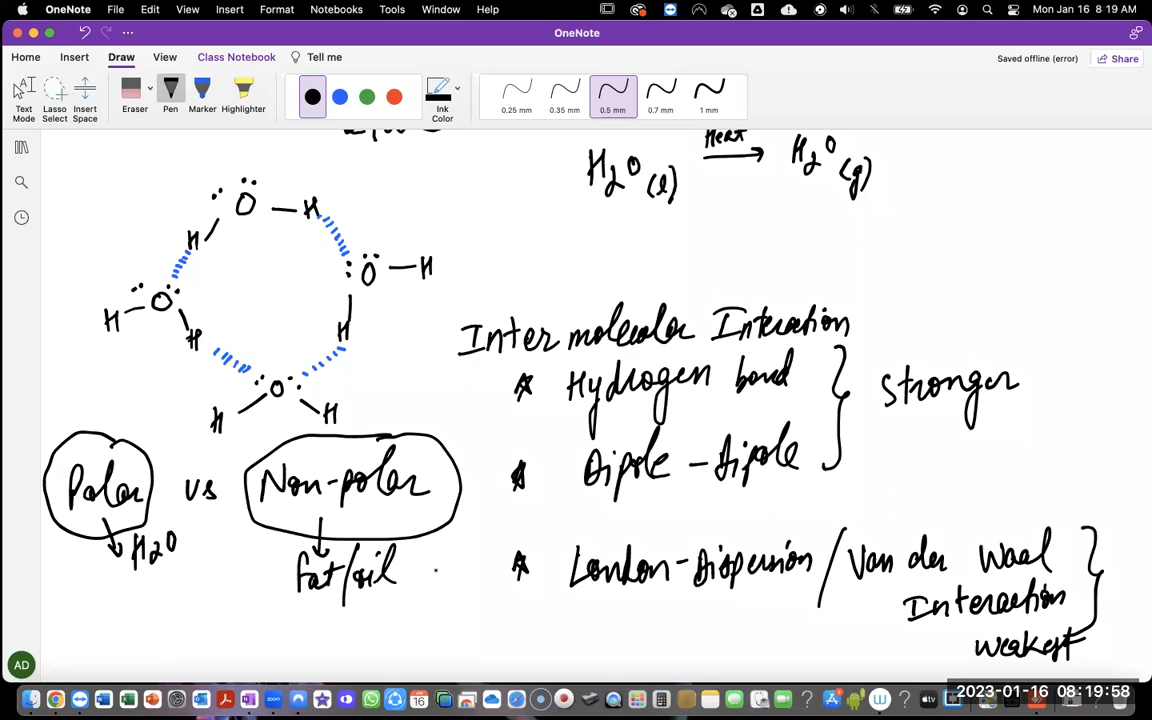 OneNote File Edit View Insert Format Notebooks Tools Window Help Mon Jan 16 8:19 AM
OneNote
Home Insert Draw View Class Notebook Tell me Saved offline (error) Share
Text Mode
Lasso Select
Insert Space
Eraser
Pen
Marker
Highlighter
Ink Color
0.25 mm 0.35 mm 0.5 mm 0.7 mm 1 mm
Heat
H2O (l) → H2O (g)
O — H
H
O — H
H — O
H
H
O
H H
Inter molecular Interaction
Hydrogen bond } Stronger
Dipole - Dipole
Polar vs Non-polar
H2O
fat/oil
London-Dispersion / Van der Waal
Interaction
weakest
AD
2023-01-16 08:19:58